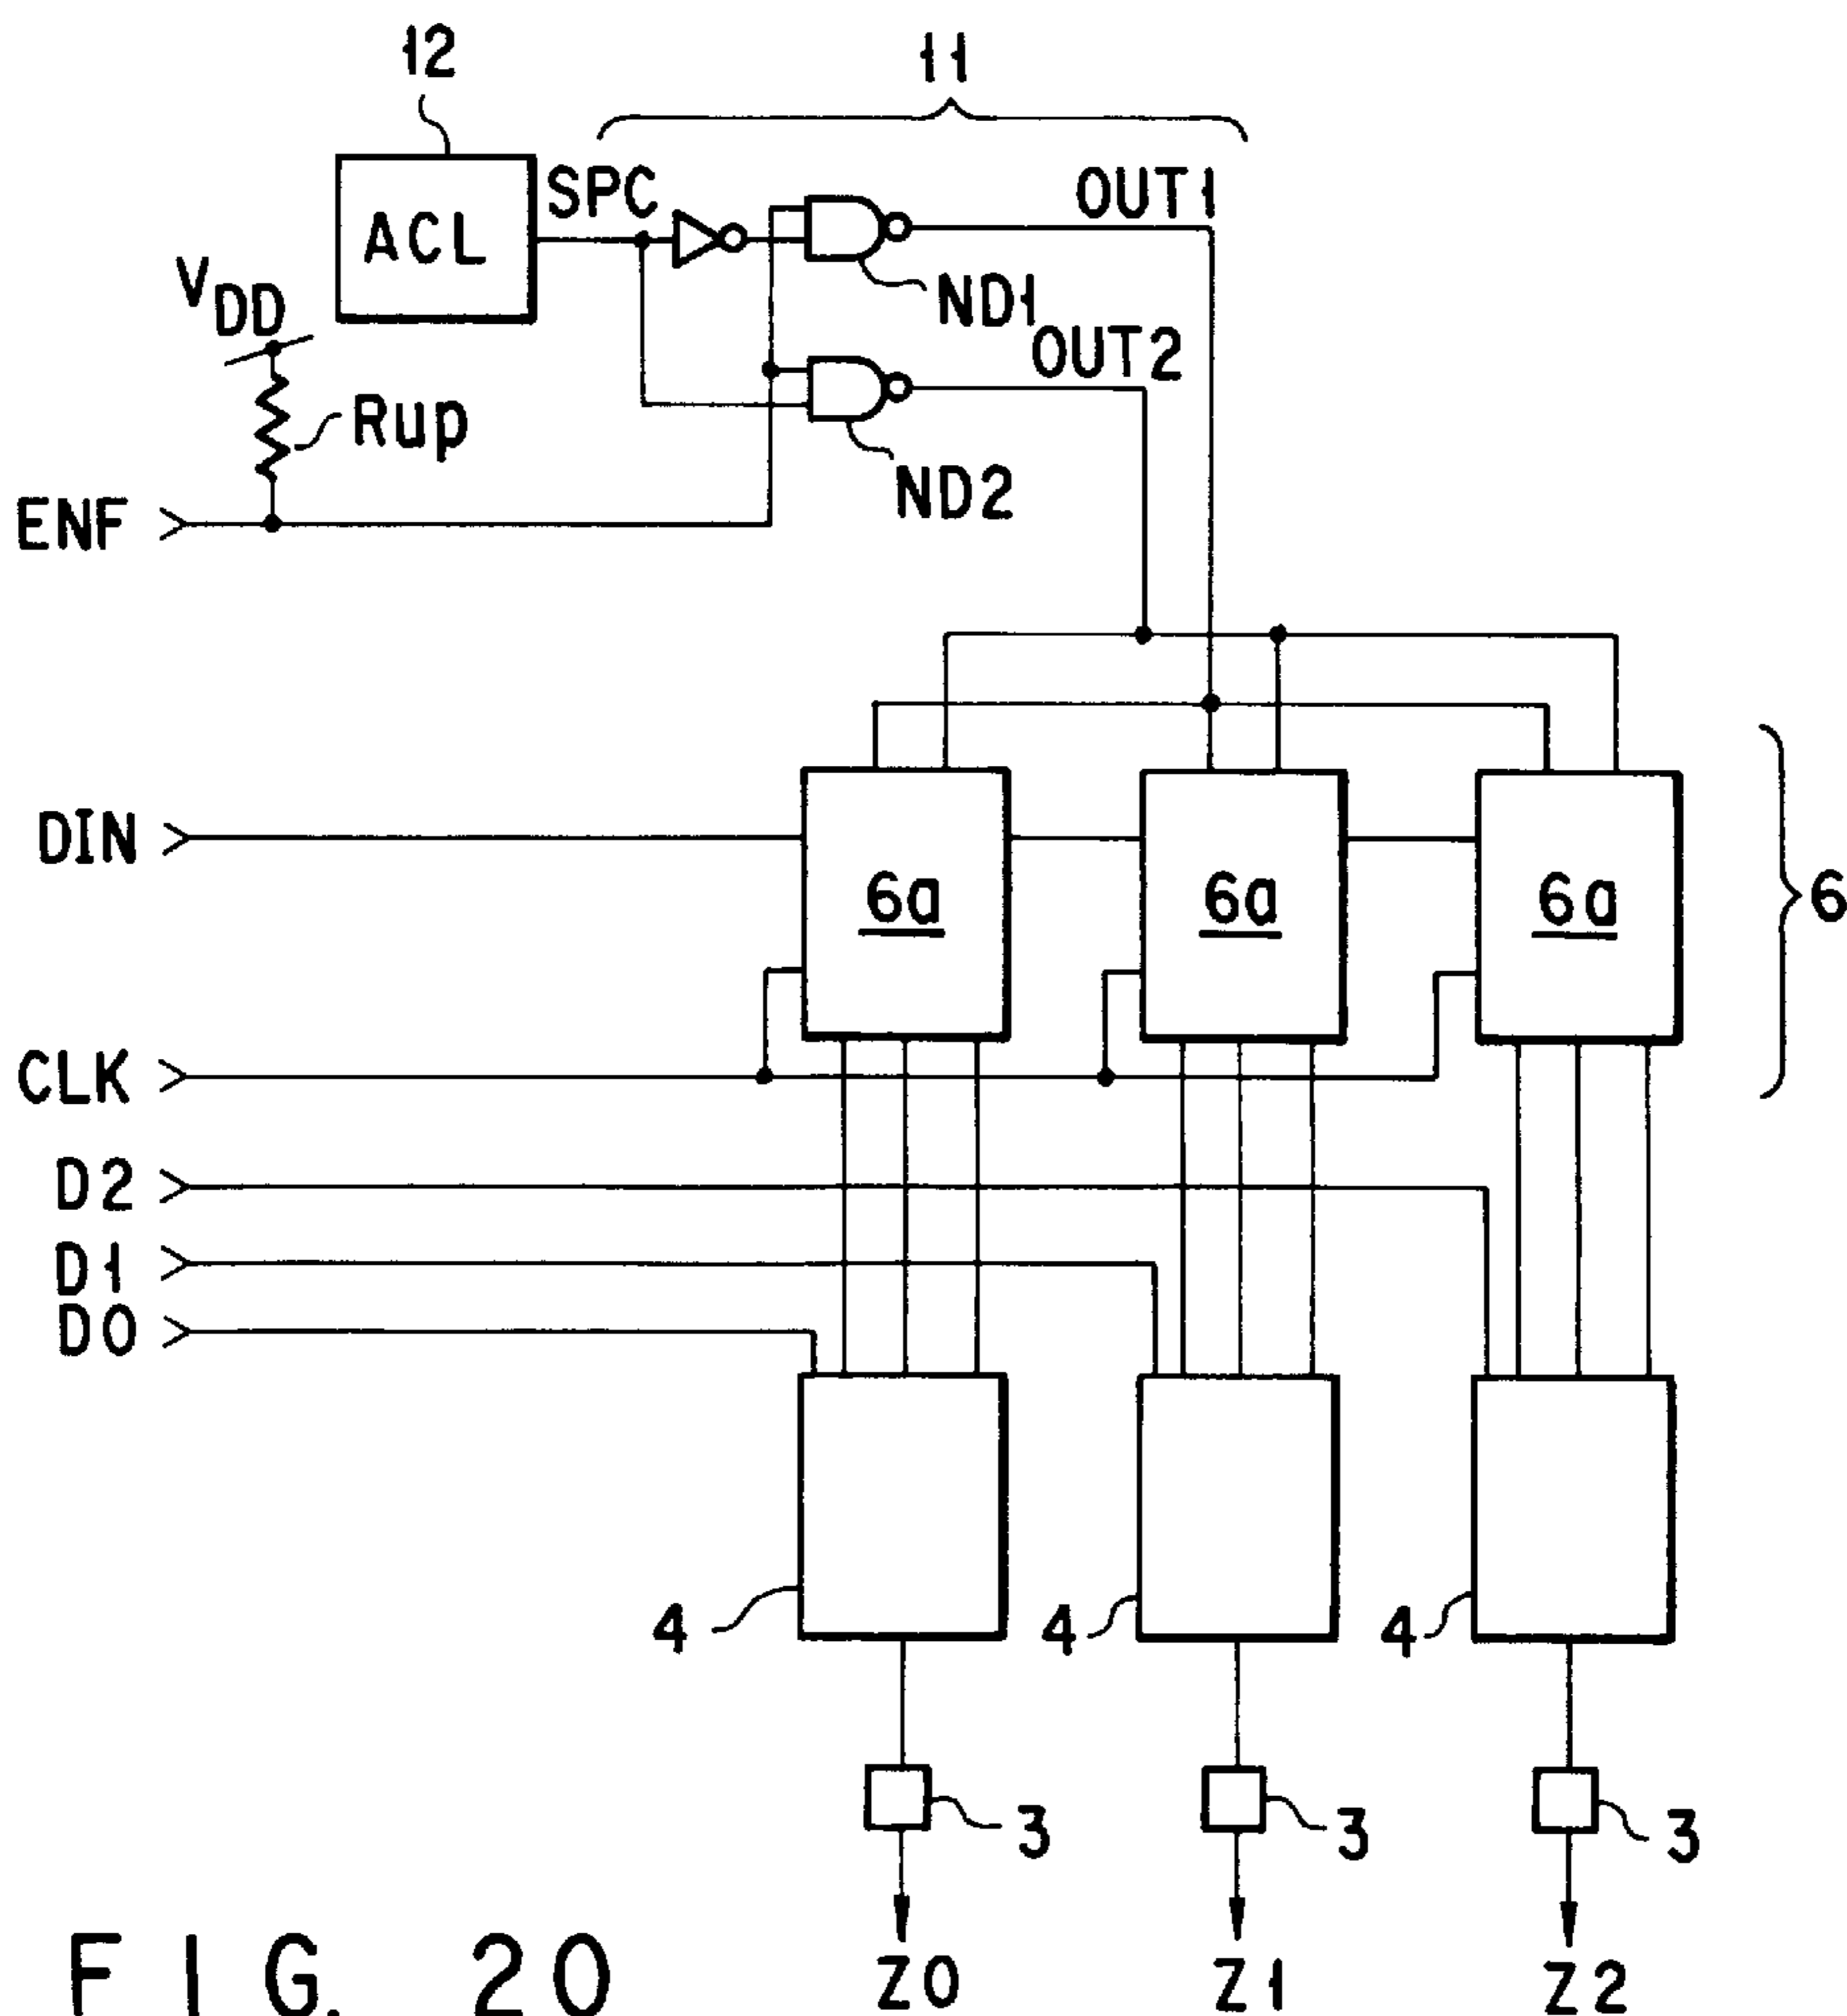 12
11
SPC
OUT1
ACL
VDD
ND1
OUT2
Rup
ND2
ENF
DIN
6a
6a
6a
6
CLK
D2
D1
D0
4
4
4
3
3
3
Z0
Z1
Z2
FIG. 20